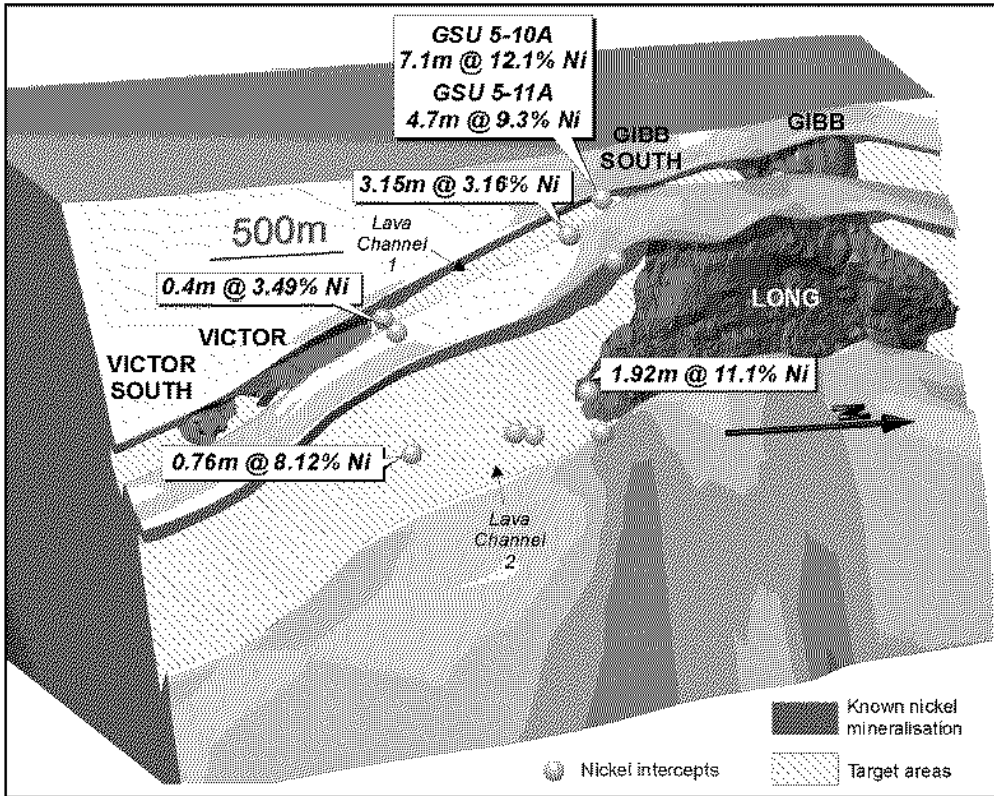 GSU 5-10A
7.1m @ 12.1% Ni
GSU 5-11A
4.7m @ 9.3% Ni
GIBB
SOUTH
GIBB
3.15m @ 3.16% Ni
500m
Lava
Channel
1
0.4m @ 3.49% Ni
LONG
VICTOR
VICTOR
SOUTH
1.92m @ 11.1% Ni
N
0.76m @ 8.12% Ni
Lava
Channel
2
Known nickel
mineralisation
Nickel intercepts
Target areas